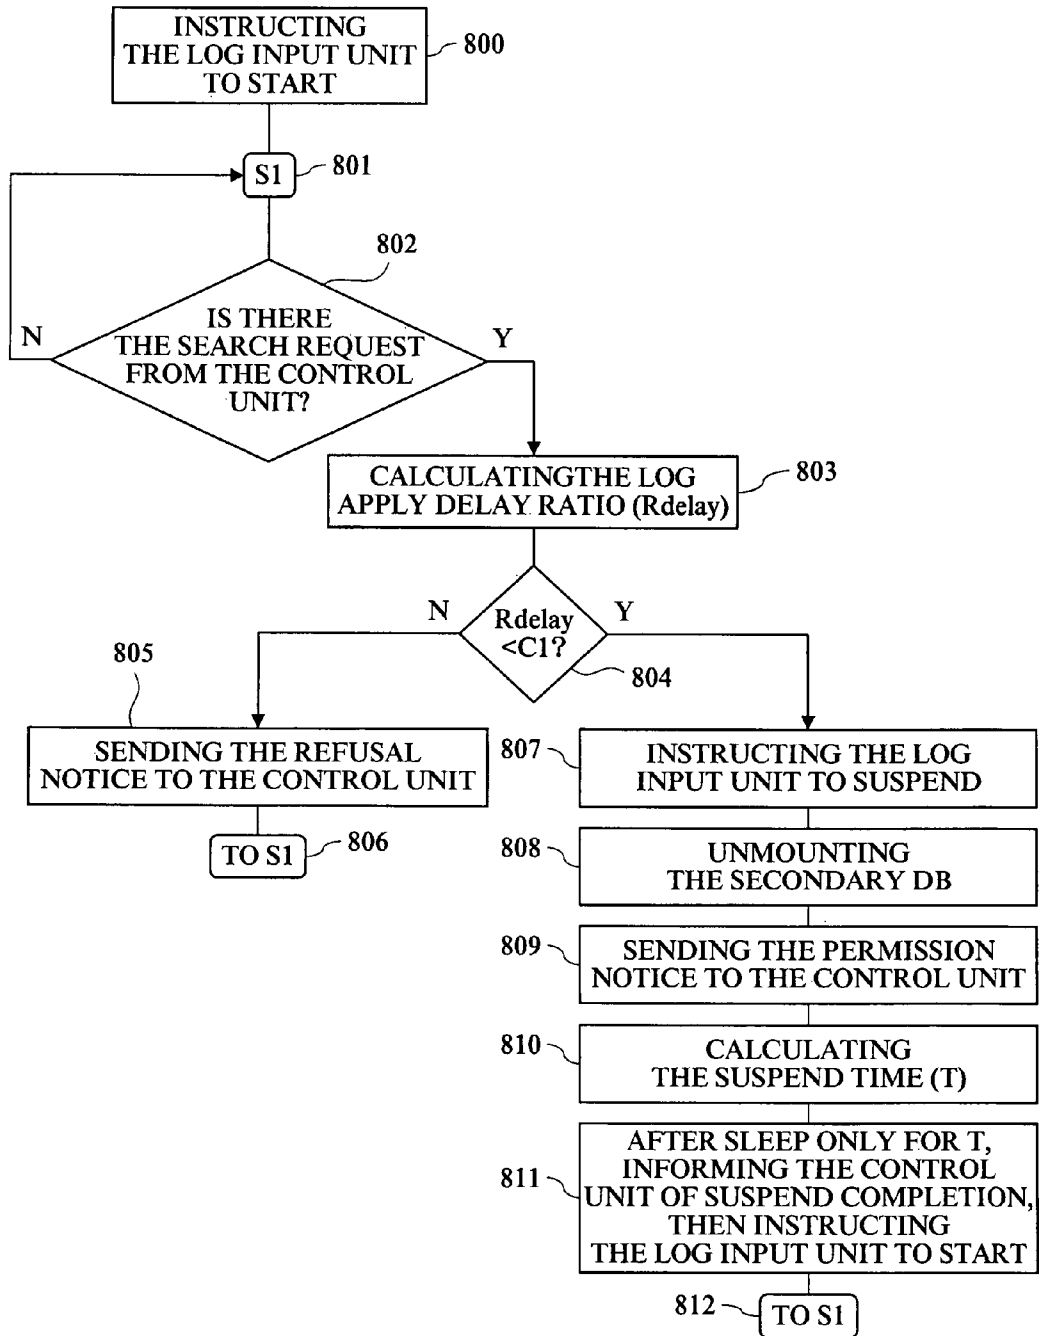 INSTRUCTING
THE LOG INPUT UNIT
TO START
800
S1
801
802
IS THERE
THE SEARCH REQUEST
FROM THE CONTROL
UNIT?
N
Y
CALCULATINGTHE LOG
APPLY DELAY RATIO (Rdelay)
803
Rdelay
<C1?
N
Y
804
805
SENDING THE REFUSAL
NOTICE TO THE CONTROL UNIT
TO S1
806
807
INSTRUCTING THE LOG
INPUT UNIT TO SUSPEND
808
UNMOUNTING
THE SECONDARY DB
809
SENDING THE PERMISSION
NOTICE TO THE CONTROL UNIT
810
CALCULATING
THE SUSPEND TIME (T)
811
AFTER SLEEP ONLY FOR T,
INFORMING THE CONTROL
UNIT OF SUSPEND COMPLETION,
THEN INSTRUCTING
THE LOG INPUT UNIT TO START
812
TO S1